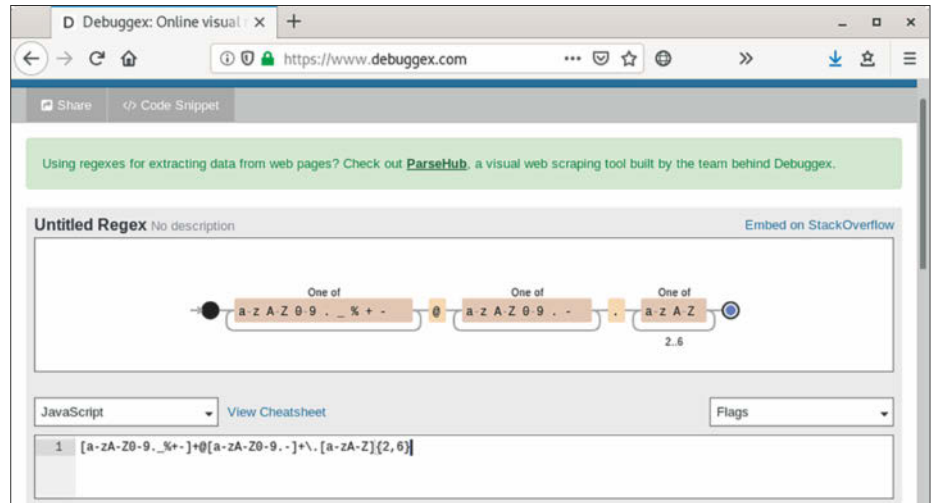 D Debuggex: Online visual r
https://www.debuggex.com
Share </> Code Snippet
Using regexes for extracting data from web pages? Check out ParseHub, a visual web scraping tool built by the team behind Debuggex.
Untitled Regex No description Embed on StackOverflow
One of One of One of
a-z A-Z 0-9 . _ % + - @ a-z A-Z 0-9 . - . a-z A-Z
2..6
JavaScript View Cheatsheet Flags
1 [a-zA-Z0-9._%+-]+@[a-zA-Z0-9.-]+\.[a-zA-Z]{2,6}